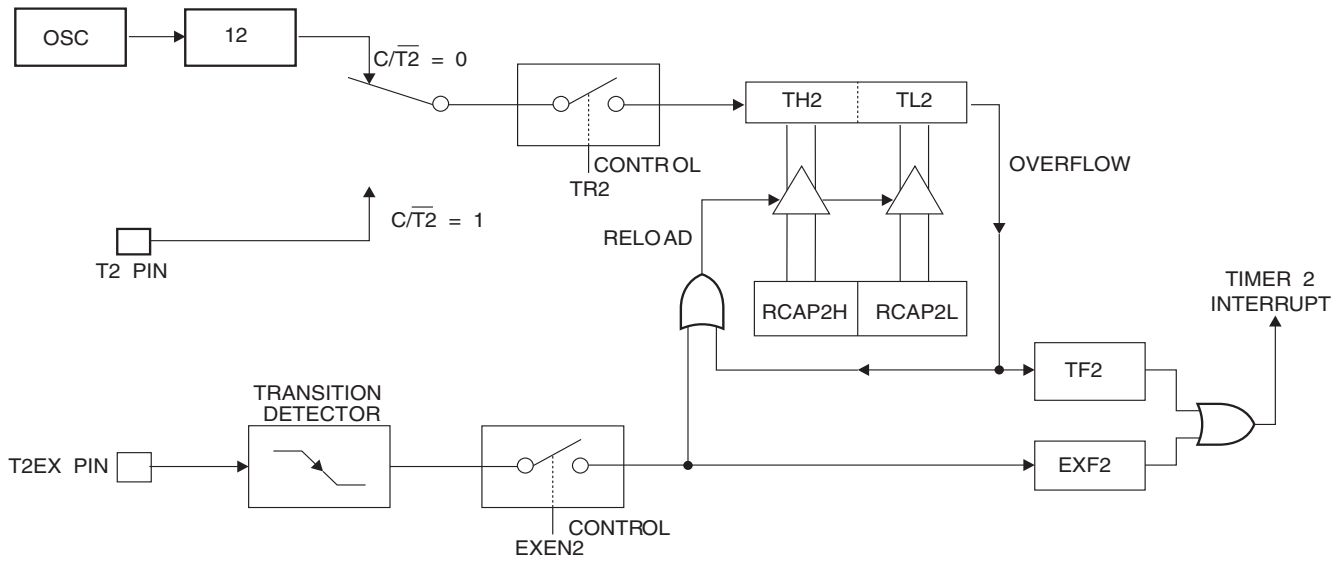 OSC
12
C/T2 = 0
TH2
TL2
CONTROL
TR2
OVERFLOW
C/T2 = 1
RELOAD
T2 PIN
TIMER 2
INTERRUPT
RCAP2H
RCAP2L
TF2
TRANSITION
DETECTOR
T2EX PIN
EXF2
CONTROL
EXEN2